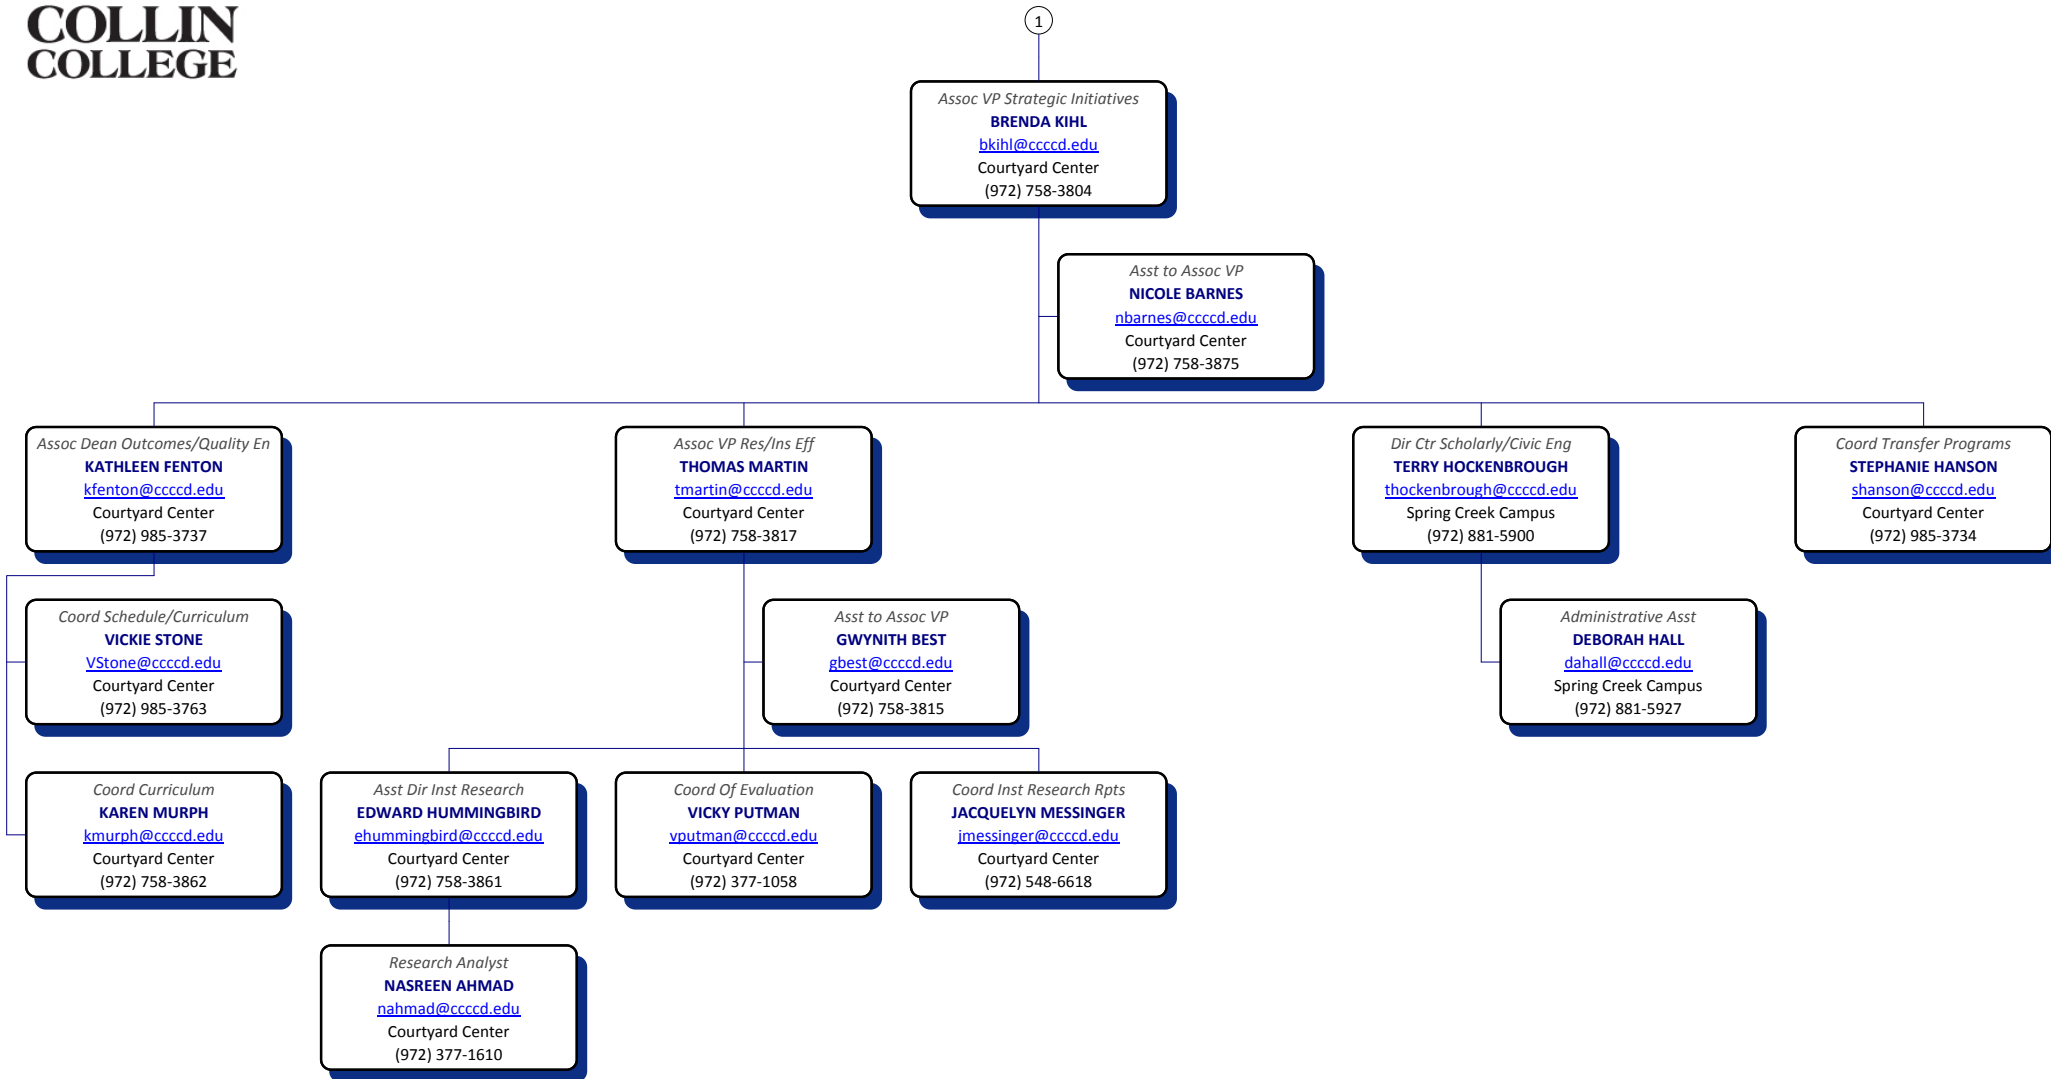 COLLIN
COLLEGE
1
Assoc VP Strategic Initiatives
BRENDA KIHL
bkihl@ccccd.edu
Courtyard Center
(972) 758-3804
Asst to Assoc VP
NICOLE BARNES
nbarnes@ccccd.edu
Courtyard Center
(972) 758-3875
Assoc Dean Outcomes/Quality En
KATHLEEN FENTON
kfenton@ccccd.edu
Courtyard Center
(972) 985-3737
Assoc VP Res/Ins Eff
THOMAS MARTIN
tmartin@ccccd.edu
Courtyard Center
(972) 758-3817
Dir Ctr Scholarly/Civic Eng
TERRY HOCKENBROUGH
thockenbrough@ccccd.edu
Spring Creek Campus
(972) 881-5900
Coord Transfer Programs
STEPHANIE HANSON
shanson@ccccd.edu
Courtyard Center
(972) 985-3734
Coord Schedule/Curriculum
VICKIE STONE
VStone@ccccd.edu
Courtyard Center
(972) 985-3763
Asst to Assoc VP
GWYNITH BEST
gbest@ccccd.edu
Courtyard Center
(972) 758-3815
Administrative Asst
DEBORAH HALL
dahall@ccccd.edu
Spring Creek Campus
(972) 881-5927
Coord Curriculum
KAREN MURPH
kmurph@ccccd.edu
Courtyard Center
(972) 758-3862
Asst Dir Inst Research
EDWARD HUMMINGBIRD
ehummingbird@ccccd.edu
Courtyard Center
(972) 758-3861
Coord Of Evaluation
VICKY PUTMAN
vputman@ccccd.edu
Courtyard Center
(972) 377-1058
Coord Inst Research Rpts
JACQUELYN MESSINGER
jmessinger@ccccd.edu
Courtyard Center
(972) 548-6618
Research Analyst
NASREEN AHMAD
nahmad@ccccd.edu
Courtyard Center
(972) 377-1610